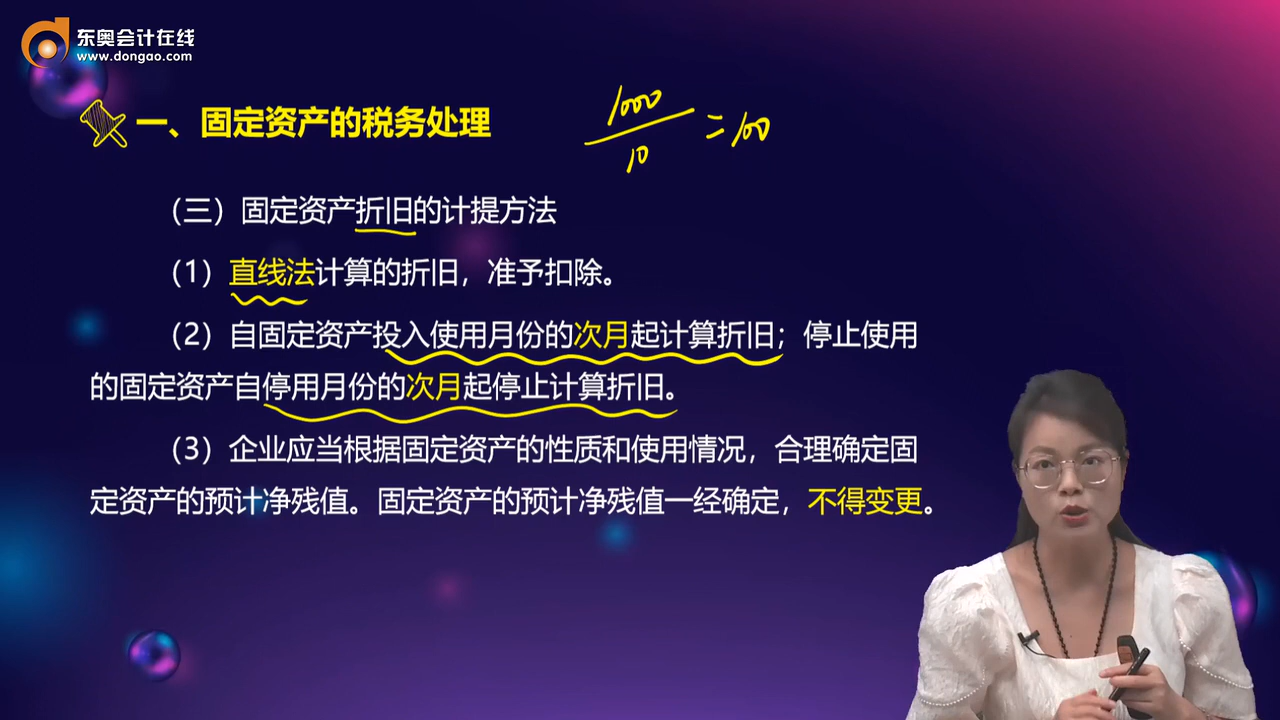 东奥会计在线
www.dongao.com
一、固定资产的税务处理
1000
10
=100
（三）固定资产折旧的计提方法
（1）直线法计算的折旧，准予扣除。
（2）自固定资产投入使用月份的次月起计算折旧；停止使用
的固定资产自停用月份的次月起停止计算折旧。
（3）企业应当根据固定资产的性质和使用情况，合理确定固
定资产的预计净残值。固定资产的预计净残值一经确定，不得变更。